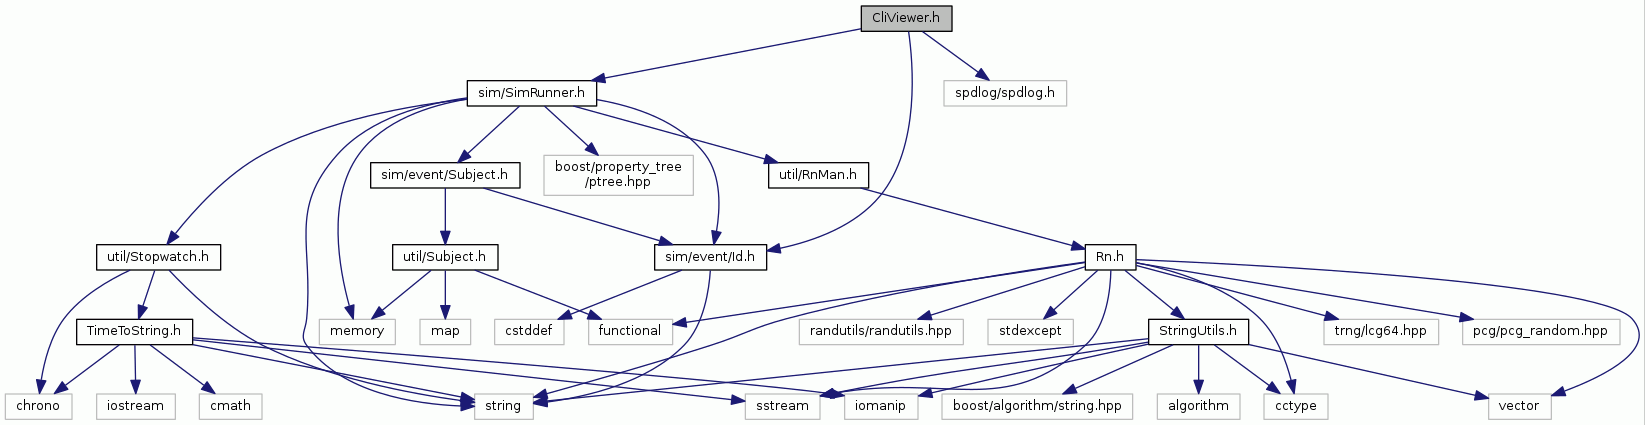 CliViewer.h
sim/SimRunner.h
spdlog/spdlog.h
sim/event/Subject.h
boost/property_tree
/ptree.hpp
util/RnMan.h
util/Stopwatch.h
util/Subject.h
sim/event/Id.h
Rn.h
TimeToString.h
memory
map
cstddef
functional
randutils/randutils.hpp
stdexcept
StringUtils.h
trng/lcg64.hpp
pcg/pcg_random.hpp
chrono
iostream
cmath
string
sstream
iomanip
boost/algorithm/string.hpp
algorithm
cctype
vector